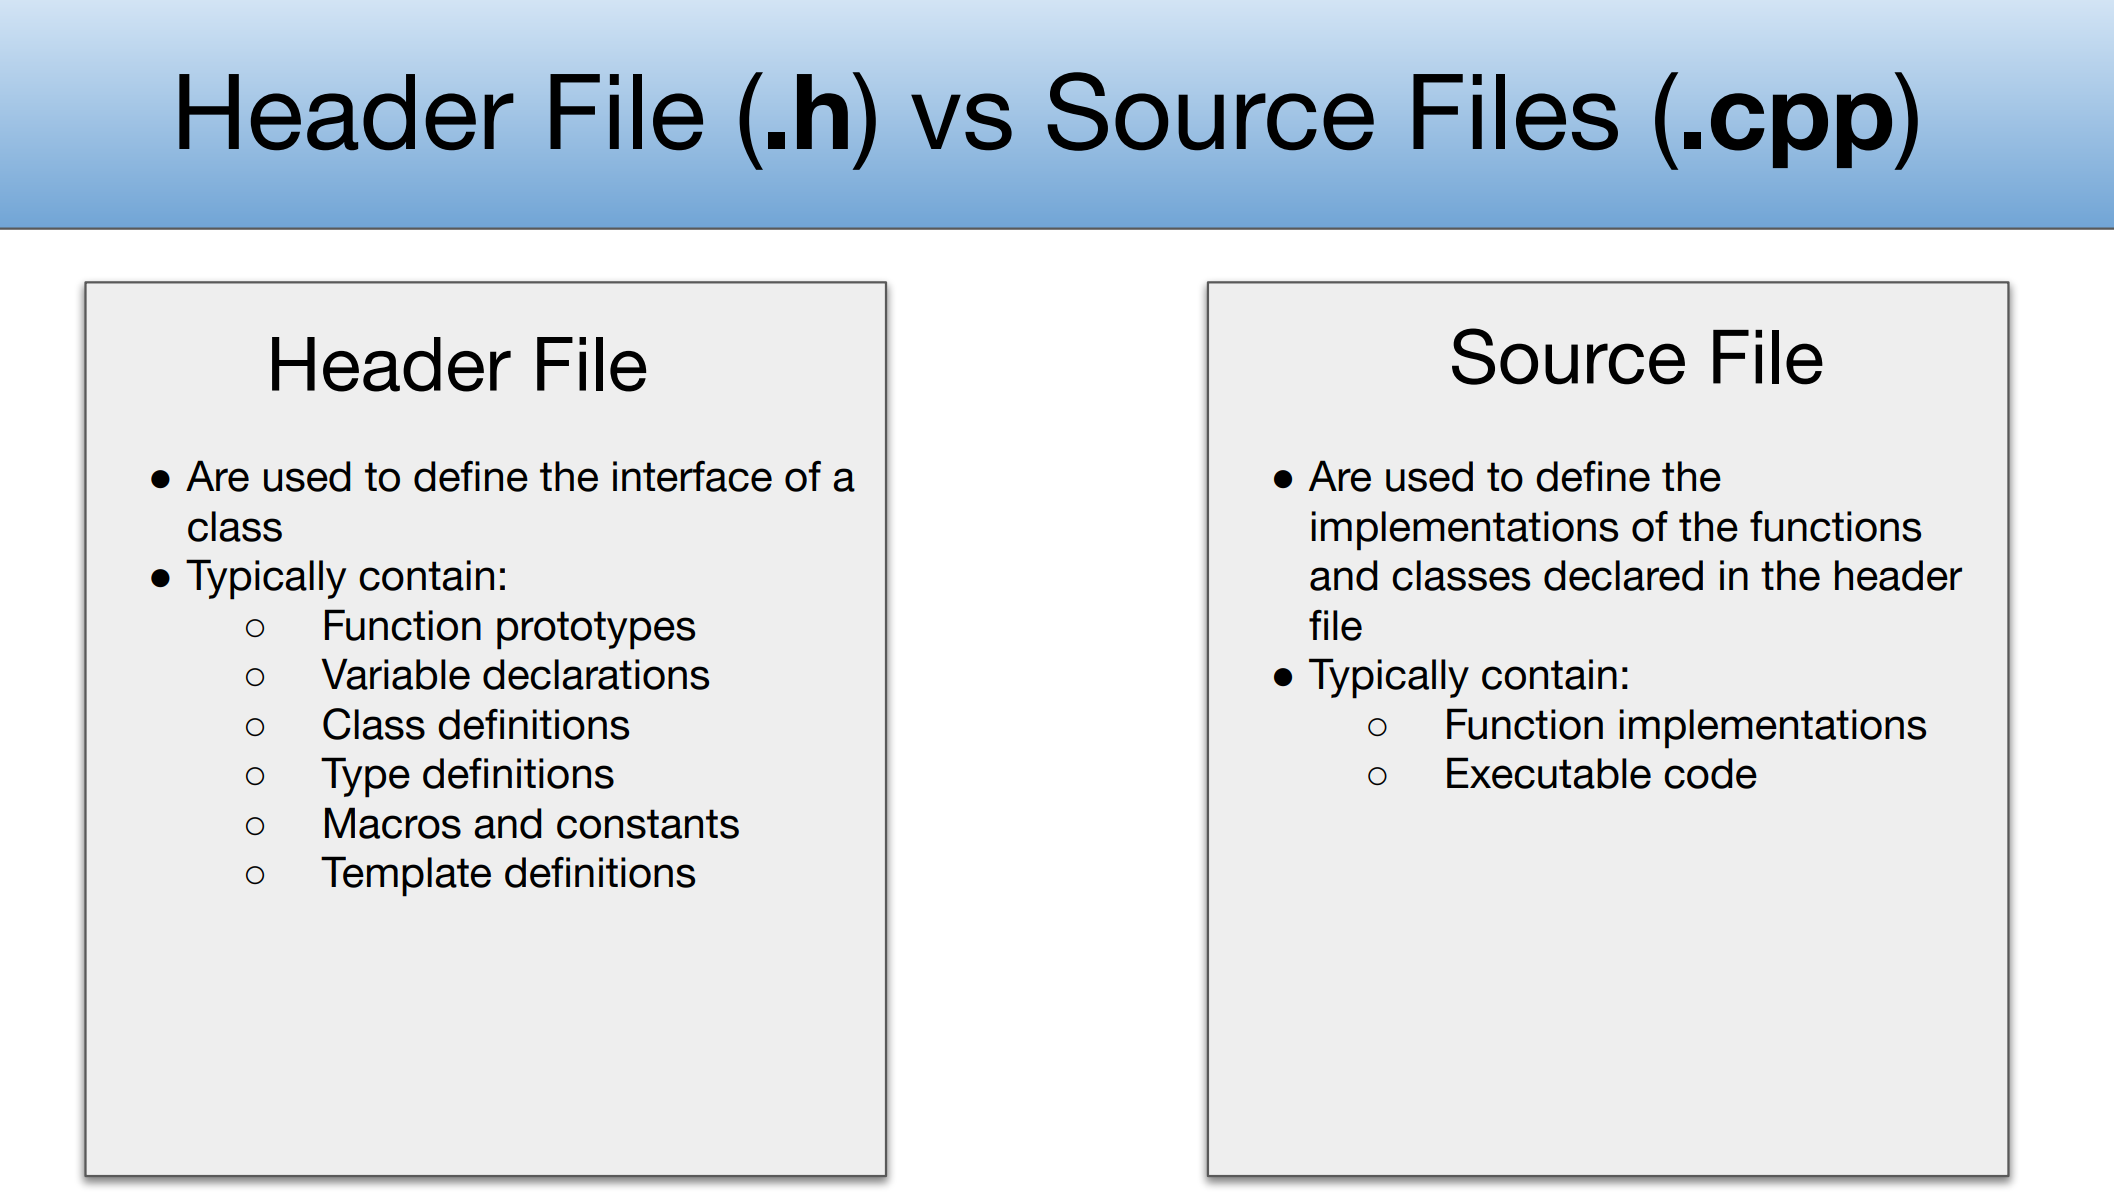 Header File (.h) vs Source Files (.cpp)
Header File
● Are used to define the interface of a
class
● Typically contain:
○ Function prototypes
○ Variable declarations
○ Class definitions
○ Type definitions
○ Macros and constants
○ Template definitions
Source File
● Are used to define the
implementations of the functions
and classes declared in the header
file
● Typically contain:
○ Function implementations
○ Executable code